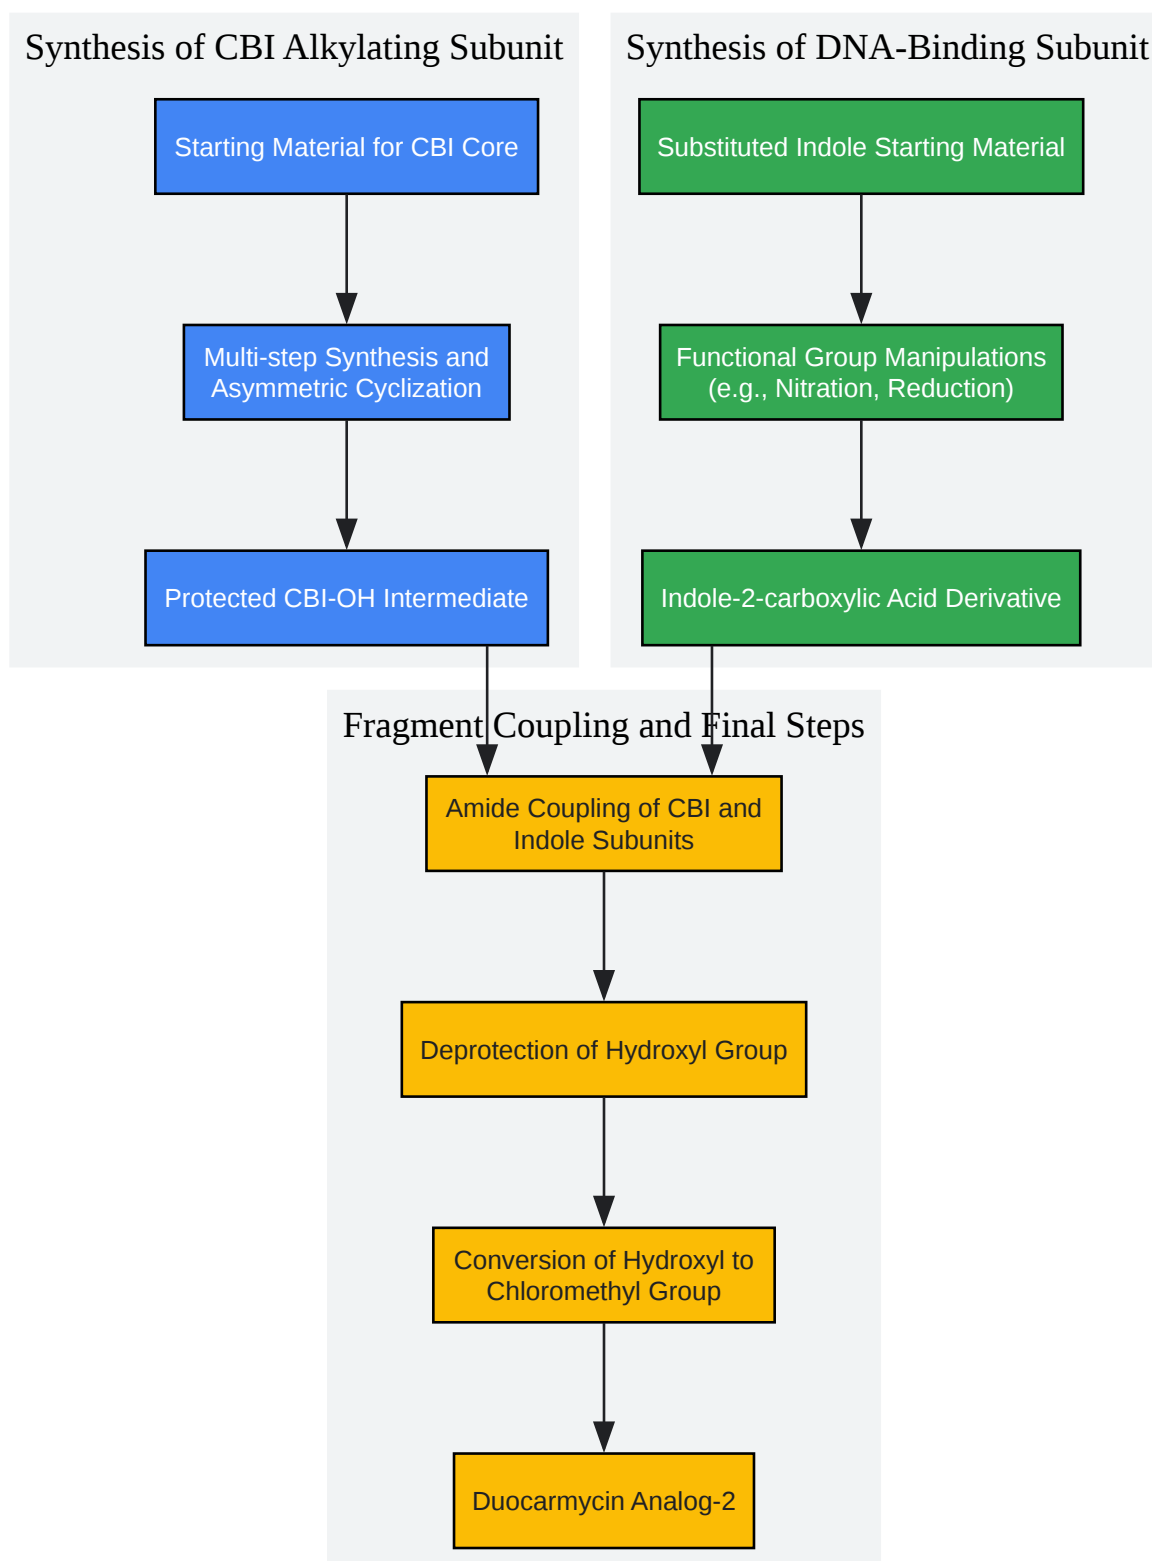 Synthesis of CBI Alkylating Subunit
Starting Material for CBI Core
Multi-step Synthesis and
Asymmetric Cyclization
Protected CBI-OH Intermediate
Synthesis of DNA-Binding Subunit
Substituted Indole Starting Material
Functional Group Manipulations
(e.g., Nitration, Reduction)
Indole-2-carboxylic Acid Derivative
Fragment Coupling and Final Steps
Amide Coupling of CBI and
Indole Subunits
Deprotection of Hydroxyl Group
Conversion of Hydroxyl to
Chloromethyl Group
Duocarmycin Analog-2